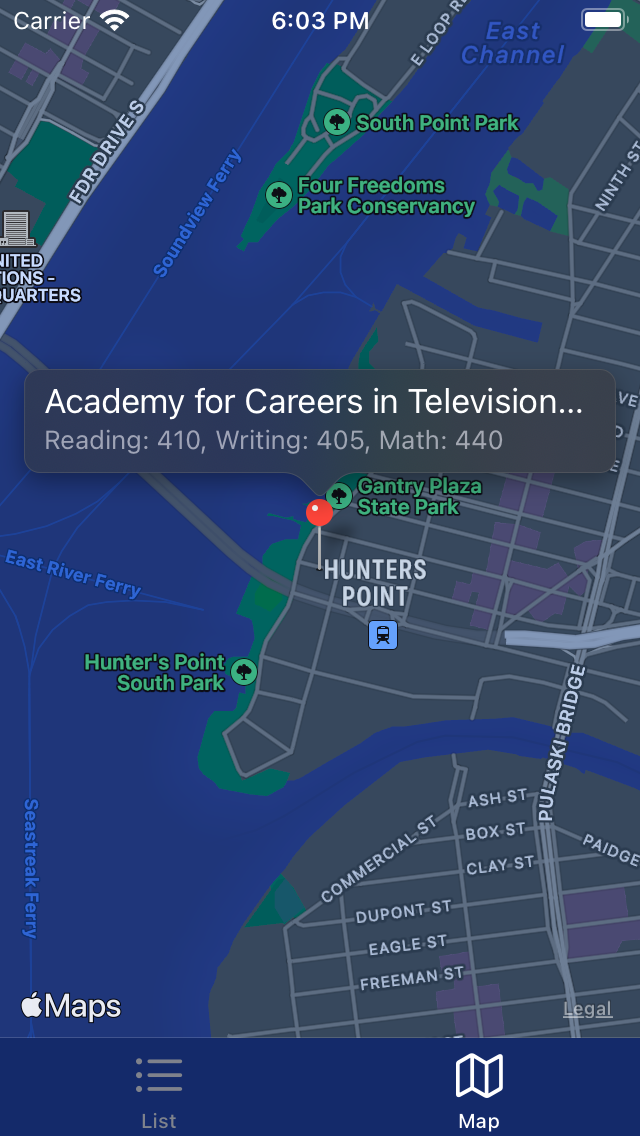 Carrier
6:03 PM
E LOOP R
East
Channel
South Point Park
FDR DRIVE S
Four Freedoms
Park Conservancy
NINTH ST
Soundview Ferry
NITED
IONS -
QUARTERS
Academy for Careers in Television...
Reading: 410, Writing: 405, Math: 440
VE
Gantry Plaza
State Park
East River Ferry
HUNTERS
POINT
Hunter's Point
South Park
PULASKI BRIDGE
Seastreak Ferry
ASH ST
BOX ST
COMMERCIAL ST
CLAY ST
PAIDGE
DUPONT ST
EAGLE ST
FREEMAN ST
Maps
Legal
List
Map